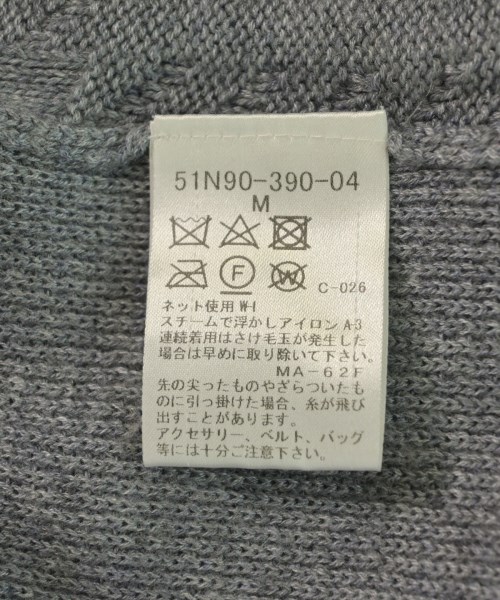 51N90-390-04
M
F W
C-026
ネット使用 W-I
スチームで浮かしアイロン A-3
連続着用はさけ毛玉が発生した
場合は早めに取り除いて下さい。
MA-62F
先の尖ったものやざらついたも
のに引っ掛けた場合、糸が飛び
出すことがあります。
アクセサリー、ベルト、バッグ
等には十分ご注意下さい。